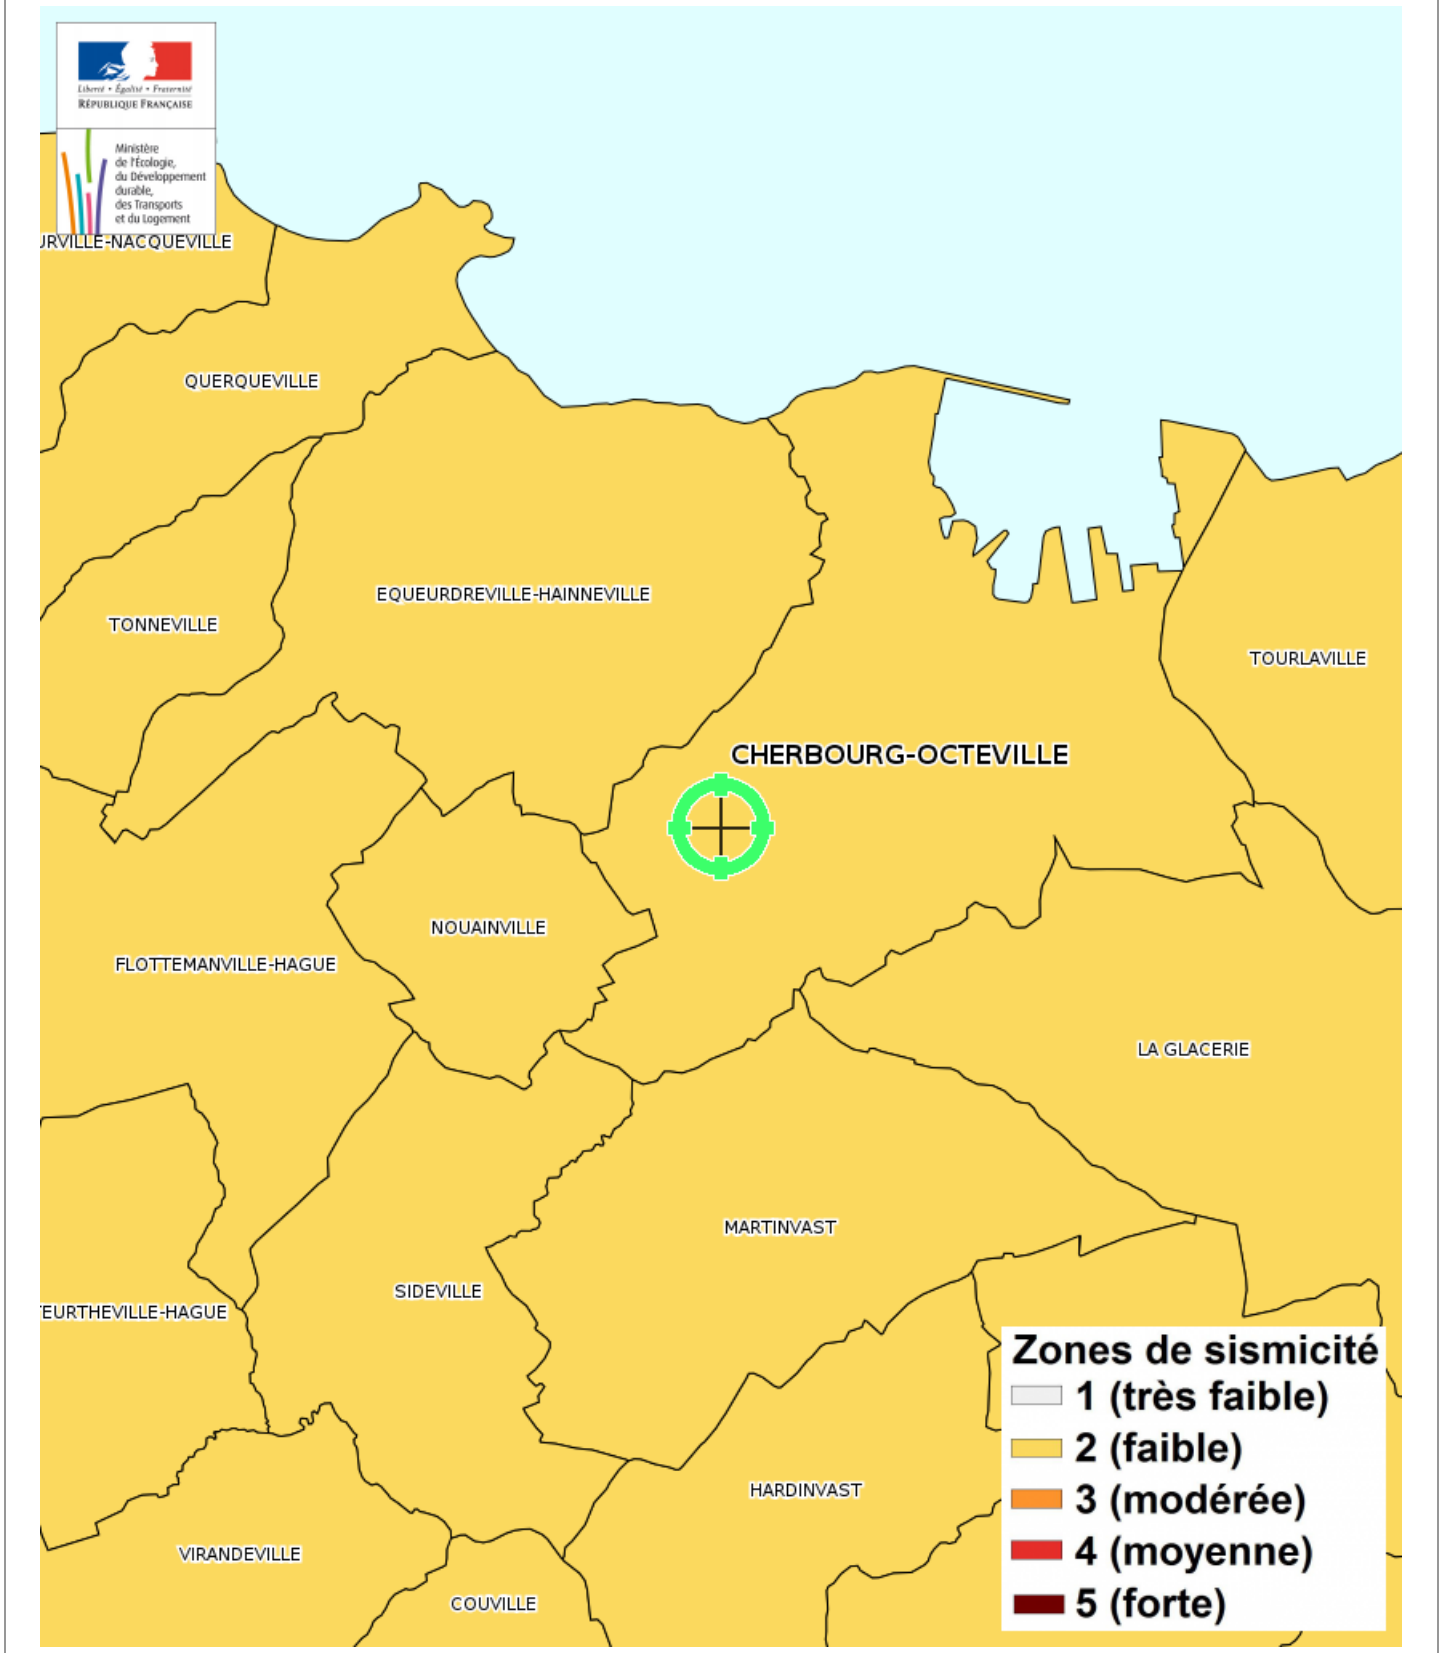 Liberté • Égalité • Fraternité
RÉPUBLIQUE FRANÇAISE
Ministère
de l'Écologie,
du Développement
durable,
des Transports
et du Logement
URVILLE-NACQUEVILLE
QUERQUEVILLE
EQUEURDREVILLE-HAINNEVILLE
TONNEVILLE
TOURLAVILLE
CHERBOURG-OCTEVILLE
NOUAINVILLE
FLOTTEMANVILLE-HAGUE
LA GLACERIE
MARTINVAST
SIDEVILLE
TEURTHEVILLE-HAGUE
Zones de sismicité
1 (très faible)
2 (faible)
3 (modérée)
4 (moyenne)
5 (forte)
HARDINVAST
VIRANDEVILLE
COUVILLE